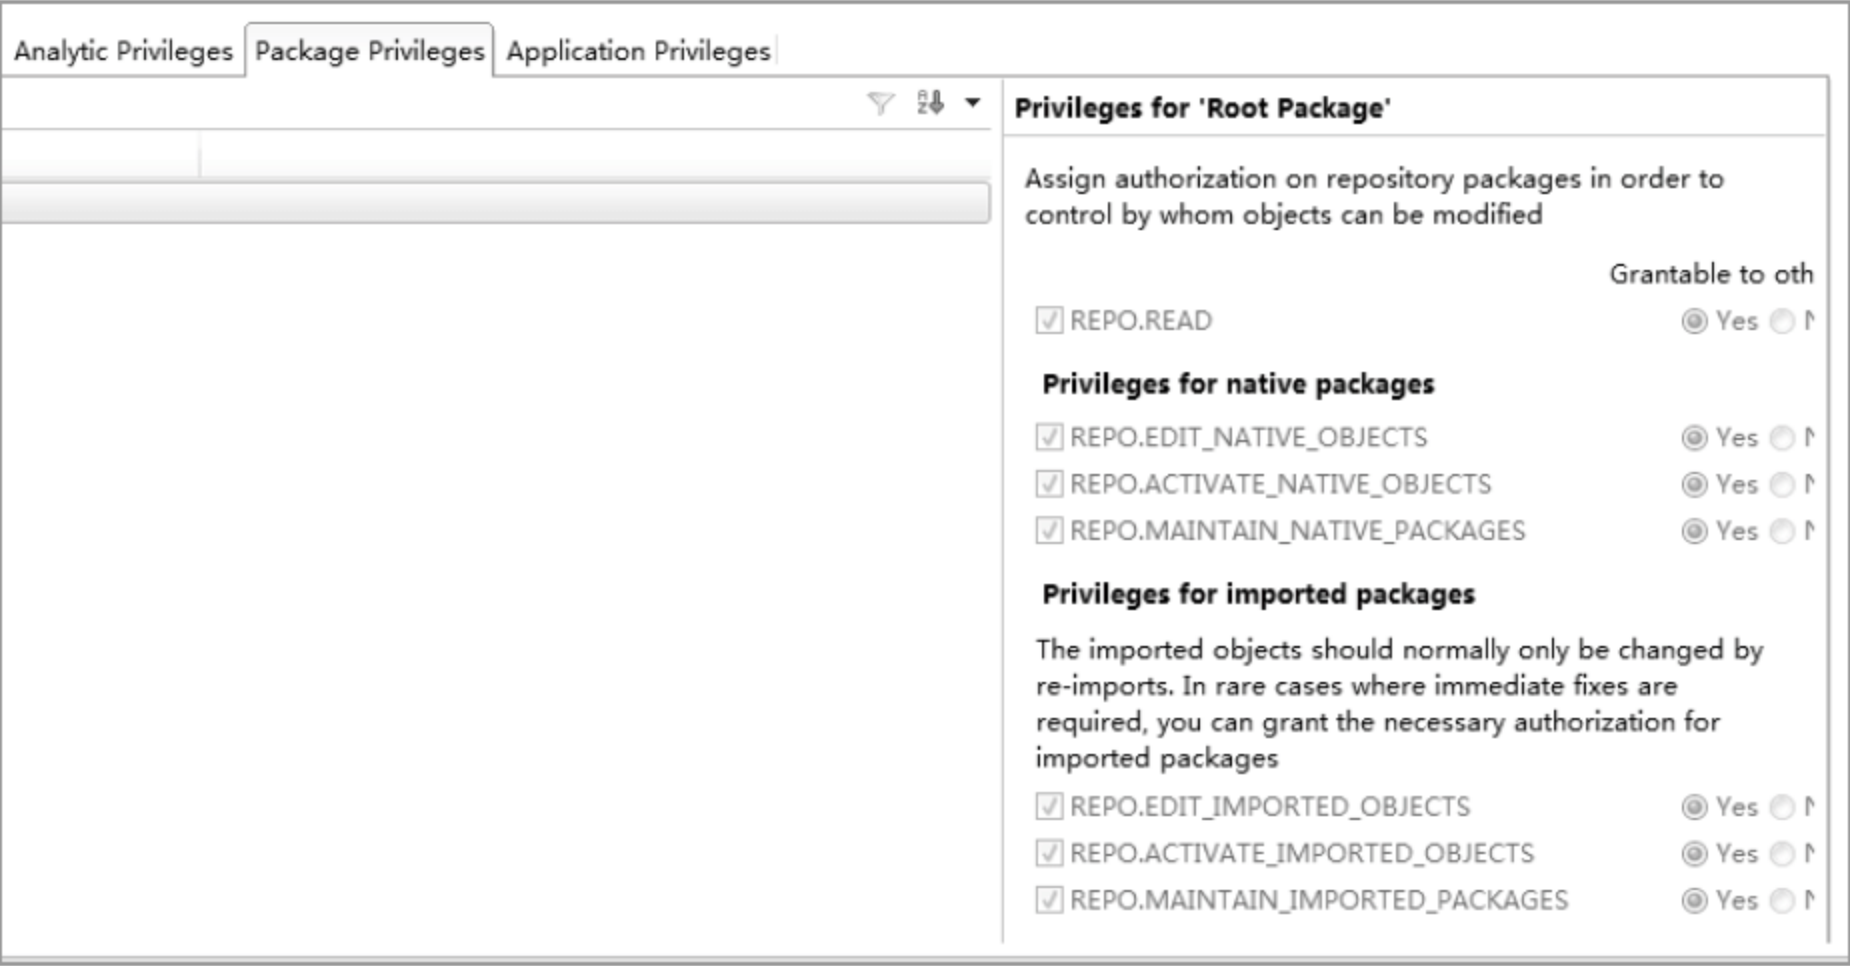 Analytic Privileges Package Privileges Application Privileges
Privileges for 'Root Package'
Assign authorization on repository packages in order to
control by whom objects can be modified
Grantable to oth
REPO.READ Yes
Privileges for native packages
REPO.EDIT_NATIVE_OBJECTS Yes
REPO.ACTIVATE_NATIVE_OBJECTS Yes
REPO.MAINTAIN_NATIVE_PACKAGES Yes
Privileges for imported packages
The imported objects should normally only be changed by
re-imports. In rare cases where immediate fixes are
required, you can grant the necessary authorization for
imported packages
REPO.EDIT_IMPORTED_OBJECTS Yes
REPO.ACTIVATE_IMPORTED_OBJECTS Yes
REPO.MAINTAIN_IMPORTED_PACKAGES Yes